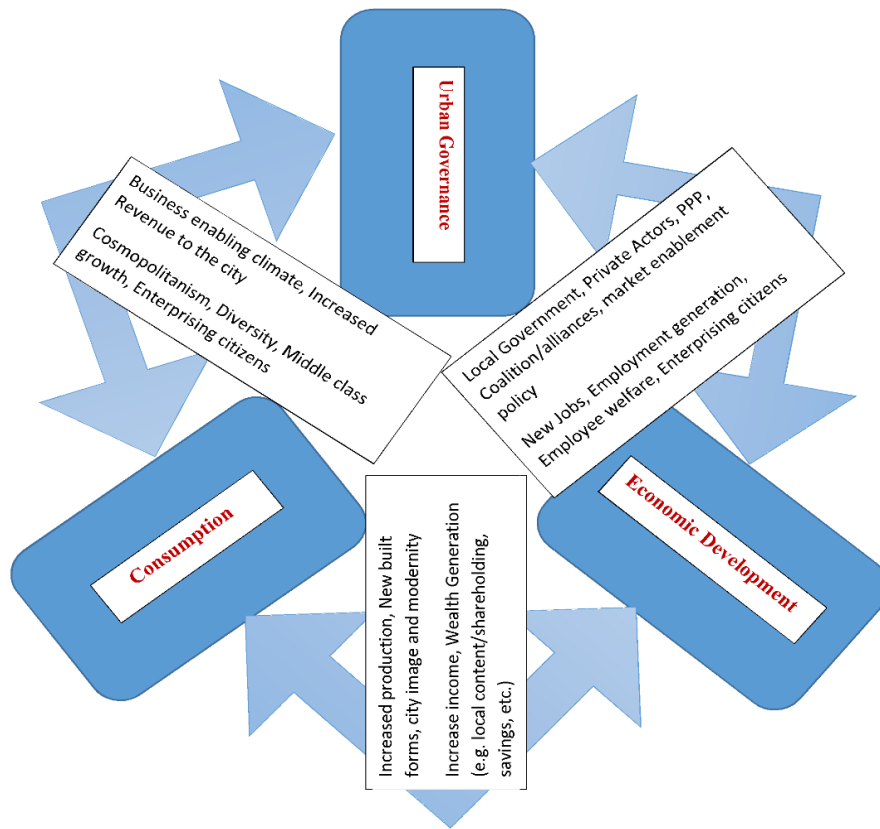 Urban Governance
Business enabling climate, Increased
Revenue to the city
Cosmopolitanism, Diversity, Middle class
growth, Enterprising citizens
Local Government, Private Actors, PPP,
Coalition/alliances, market enablement
policy
New Jobs, Employment generation,
Employee welfare, Enterprising citizens
Consumption
Increased production, New built
forms, city image and modernity
Increase income, Wealth Generation
(e.g. local content/shareholding,
savings, etc.)
Economic Development